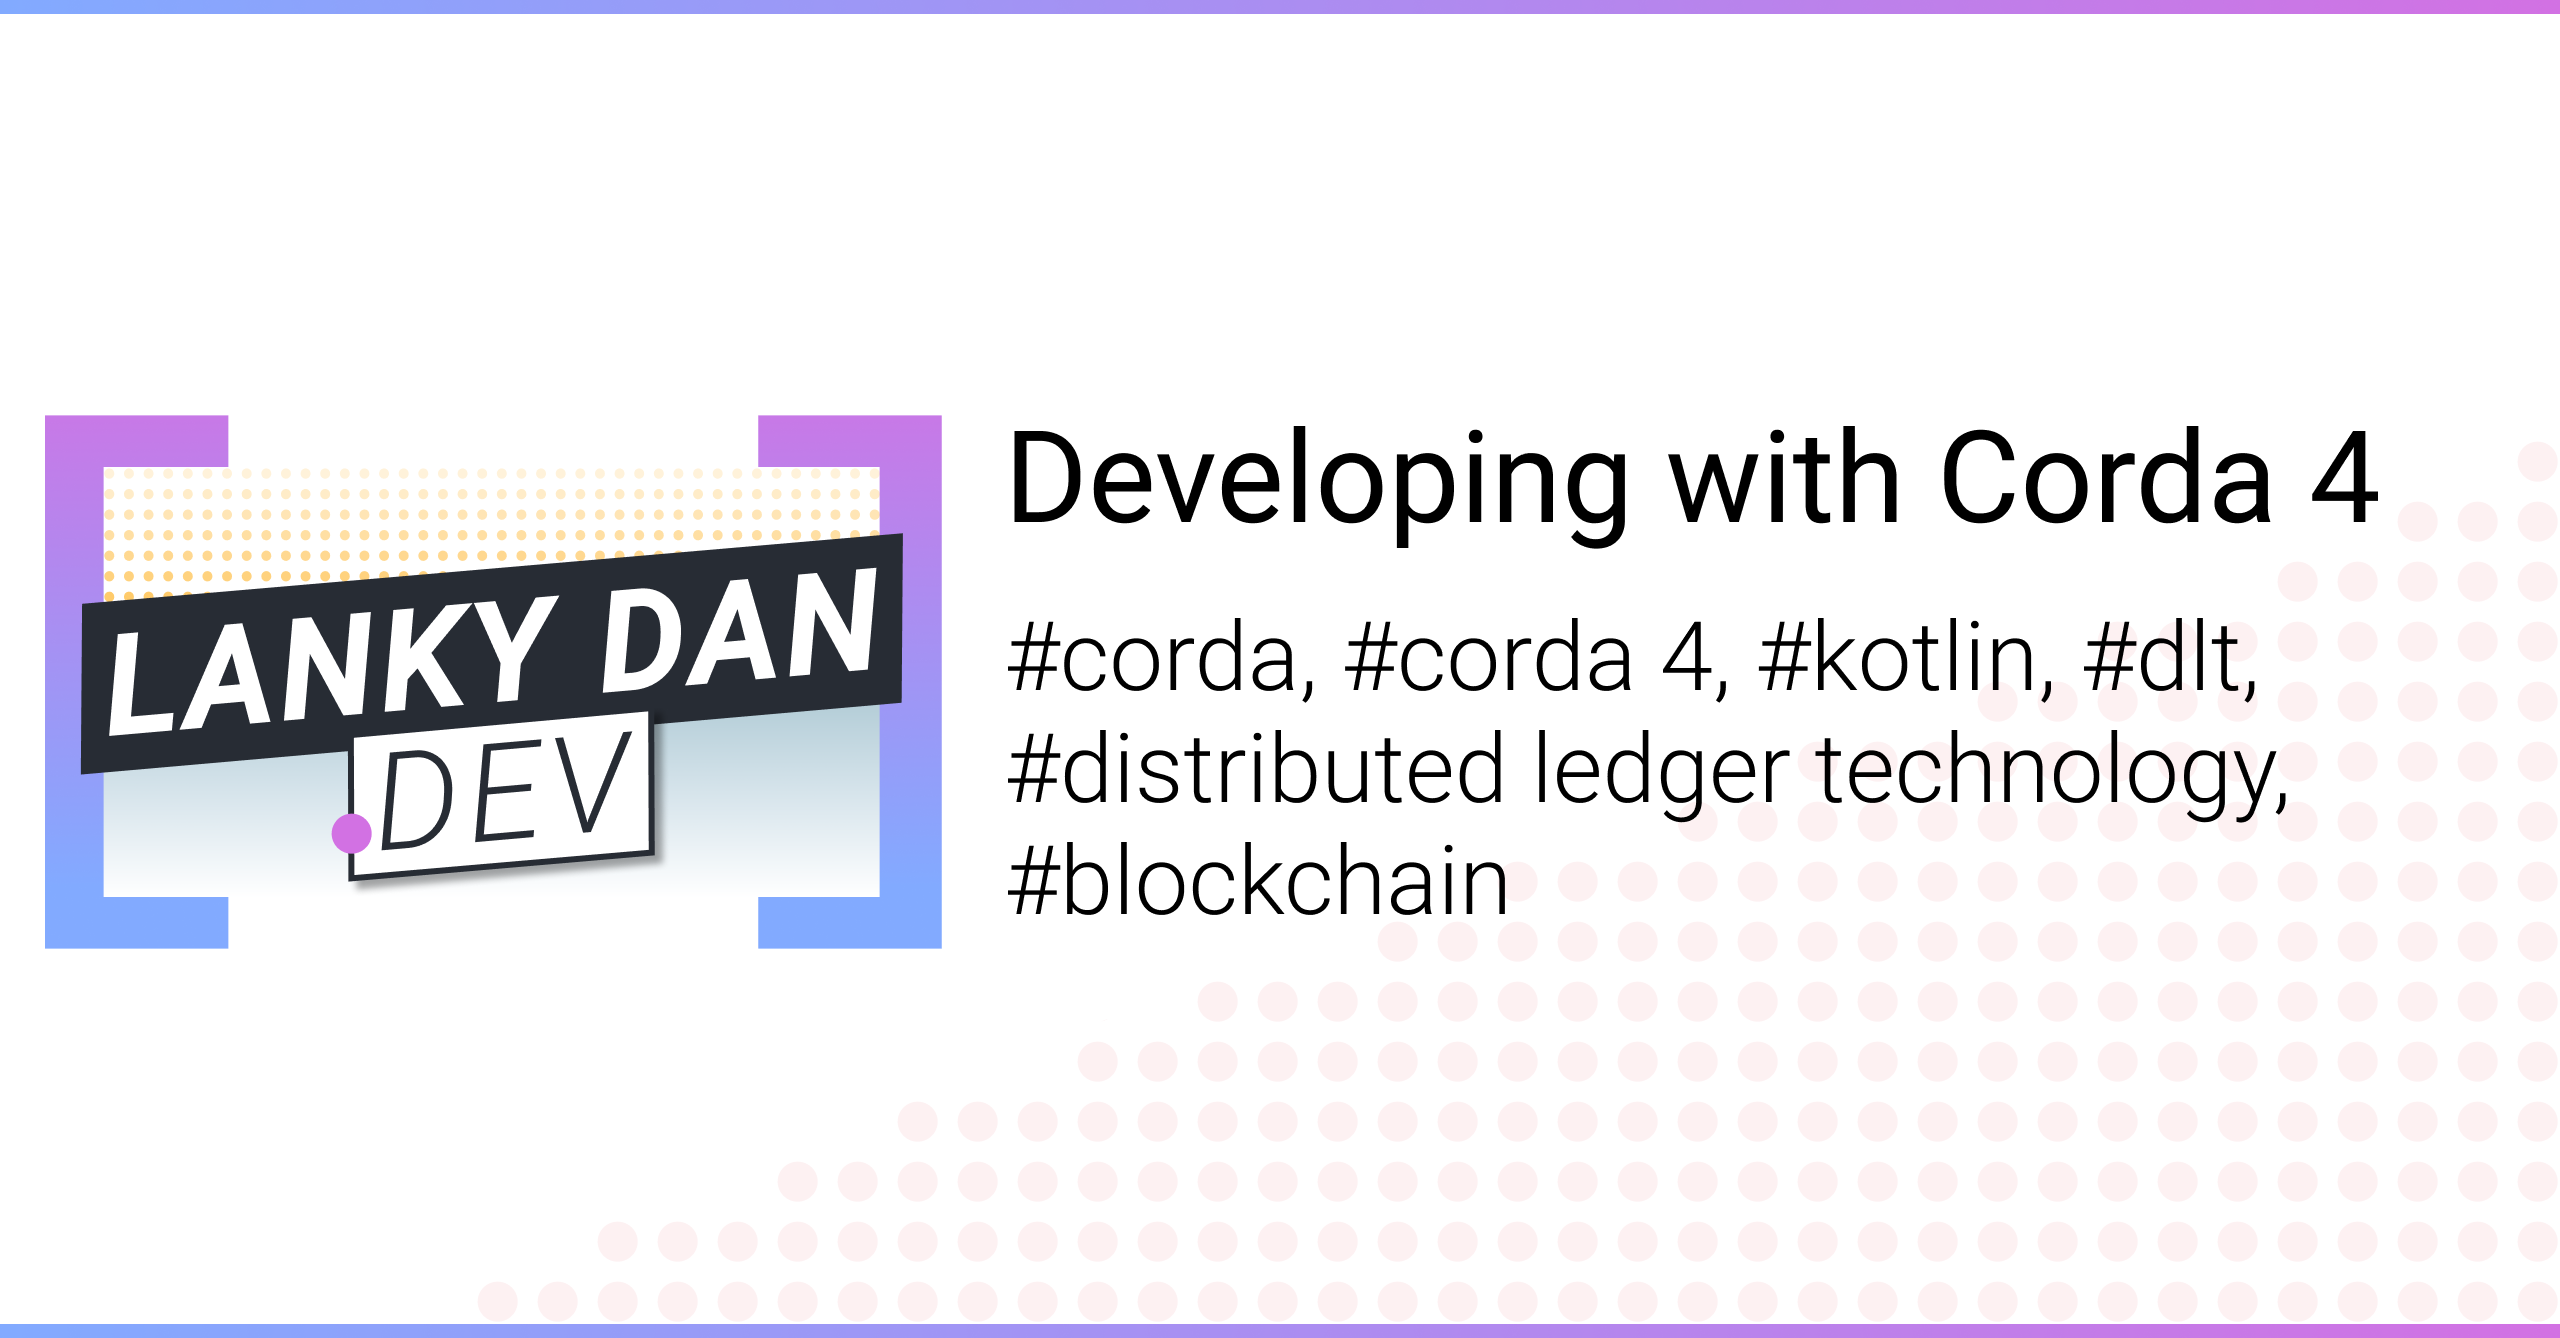 LANKY DAN
.DEV
Developing with Corda 4
#corda, #corda 4, #kotlin, #dlt,
#distributed ledger technology,
#blockchain